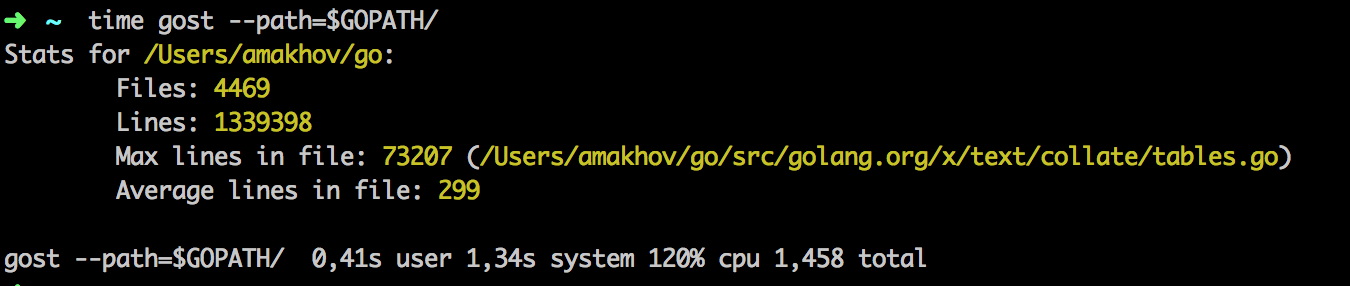 ➜ ~ time gost --path=$GOPATH/
Stats for /Users/amakhov/go:
Files: 4469
Lines: 1339398
Max lines in file: 73207 (/Users/amakhov/go/src/golang.org/x/text/collate/tables.go)
Average lines in file: 299
gost --path=$GOPATH/ 0,41s user 1,34s system 120% cpu 1,458 total